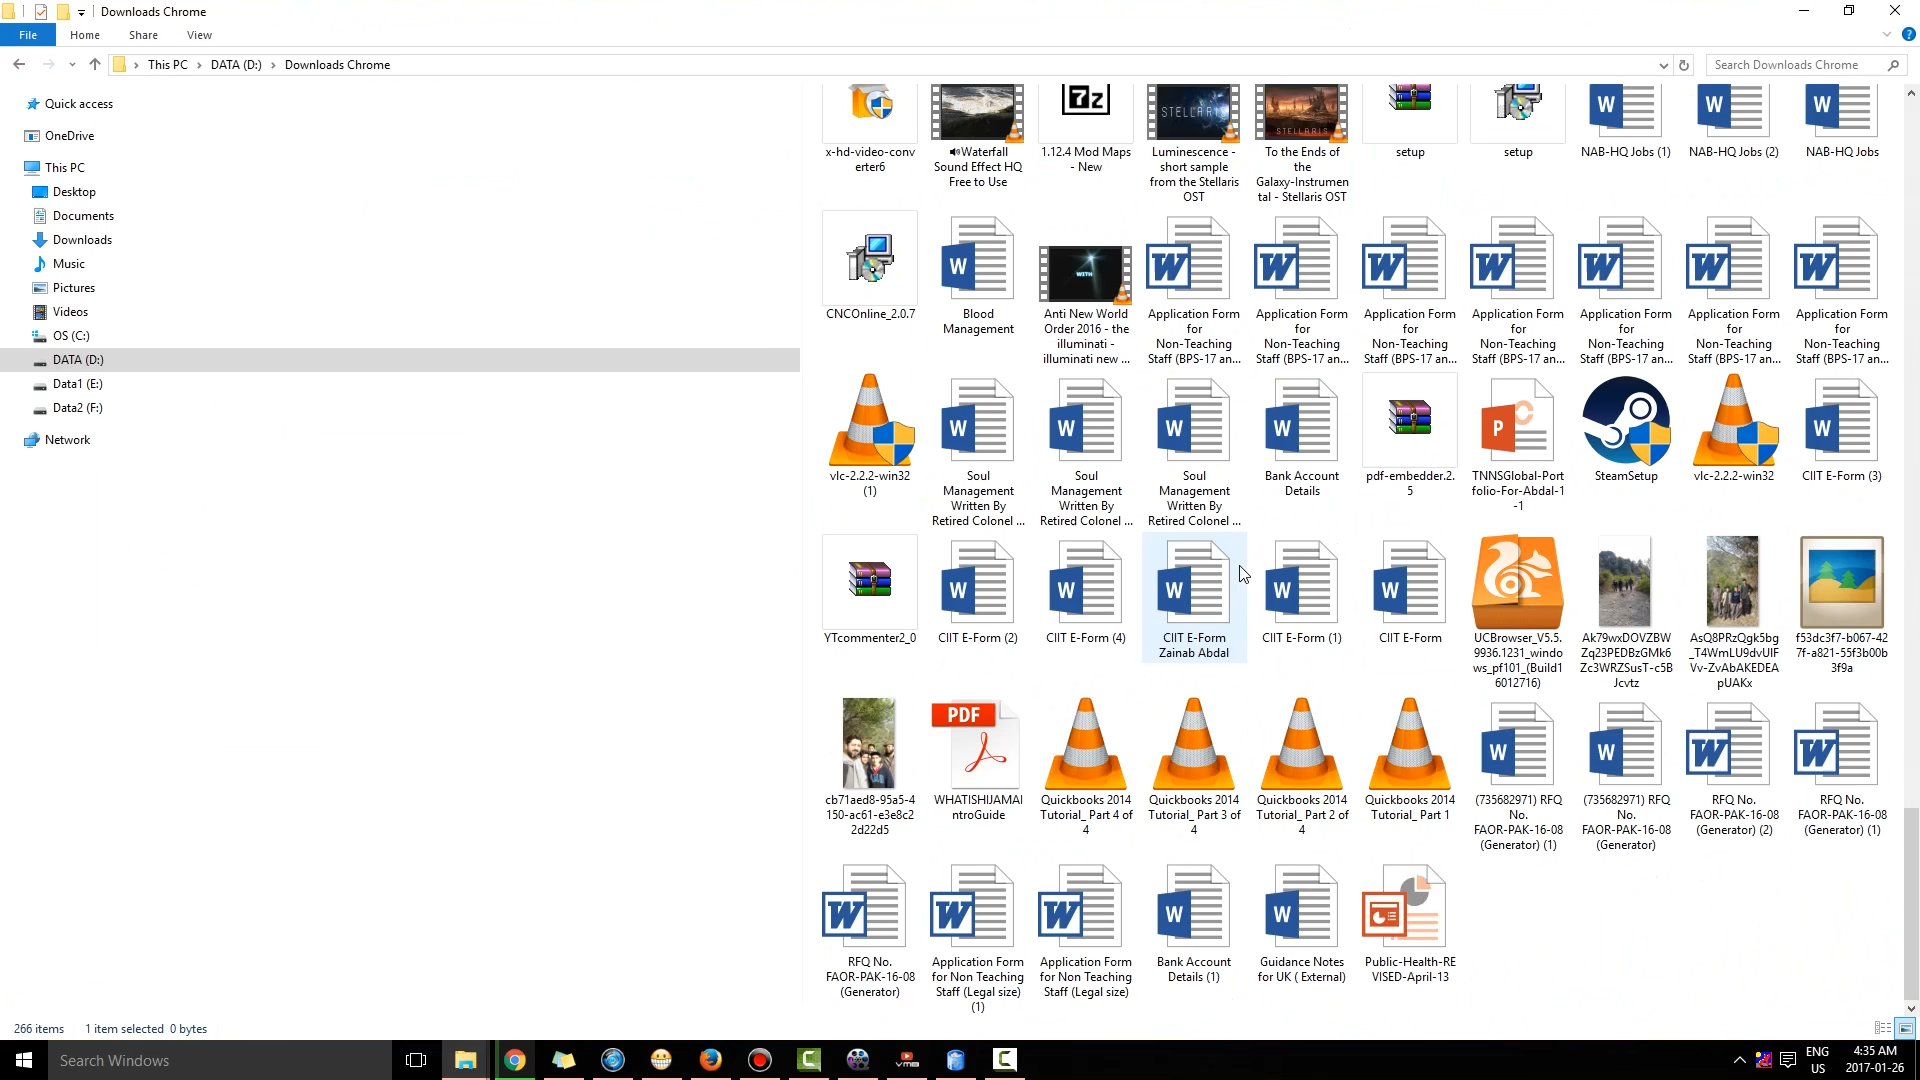 Downloads Chrome
File Home Share View
This PC DATA (D:) Downloads Chrome
Search Downloads Chrome
Quick access
OneDrive
This PC
Desktop
Documents
Downloads
Music
Pictures
Videos
OS (C:)
DATA (D:)
Data1 (E:)
Data2 (F:)
Network
x-hd-video-conv
erter6
Waterfall
Sound Effect HQ
Free to Use
7z
1.12.4 Mod Maps
- New
STELLARIS
Luminescence -
short sample
from the Stellaris
OST
STELLARIS
To the Ends of
the
Galaxy-Instrumen
tal - Stellaris OST
setup
setup
W
NAB-HQ Jobs (1)
W
NAB-HQ Jobs (2)
W
NAB-HQ Jobs
CNCOnline_2.0.7
W
Blood
Management
WITH
Anti New World
Order 2016 - the
illuminati -
illuminati new ...
W
Application Form
for
Non-Teaching
Staff (BPS-17 an...
W
Application Form
for
Non-Teaching
Staff (BPS-17 an...
W
Application Form
for
Non-Teaching
Staff (BPS-17 an...
W
Application Form
for
Non-Teaching
Staff (BPS-17 an...
W
Application Form
for
Non-Teaching
Staff (BPS-17 an...
W
Application Form
for
Non-Teaching
Staff (BPS-17 an...
W
Application Form
for
Non-Teaching
Staff (BPS-17 an...
vlc-2.2.2-win32
(1)
W
Soul
Management
Written By
Retired Colonel ...
W
Soul
Management
Written By
Retired Colonel ...
W
Soul
Management
Written By
Retired Colonel ...
W
Bank Account
Details
pdf-embedder.2.
5
P
TNNSGlobal-Port
folio-For-Abdal-1
-1
SteamSetup
vlc-2.2.2-win32
W
CIIT E-Form (3)
YTcommenter2_0
W
CIIT E-Form (2)
W
CIIT E-Form (4)
W
CIIT E-Form
Zainab Abdal
W
CIIT E-Form (1)
W
CIIT E-Form
UCBrowser_V5.5.
9936.1231_windo
ws_pf101_(Build1
6012716)
Ak79wxDOVZBW
Zq23PEDBzGMk6
Zc3WRZSusT-c5B
Jcvtz
AsQ8PRzQgk5bg
_T4WmLU9dvUIF
Vv-ZvAbAKEDEA
pUAKx
f53dc3f7-b067-42
7f-a821-55f3b00b
3f9a
cb71aed8-95a5-4
150-ac61-e3e8c2
2d22d5
PDF
WHATISHIJAMAI
ntroGuide
Quickbooks 2014
Tutorial_ Part 4 of
4
Quickbooks 2014
Tutorial_ Part 3 of
4
Quickbooks 2014
Tutorial_ Part 2 of
4
Quickbooks 2014
Tutorial_ Part 1
W
(735682971) RFQ
No.
FAOR-PAK-16-08
(Generator) (1)
W
(735682971) RFQ
No.
FAOR-PAK-16-08
(Generator)
W
RFQ No.
FAOR-PAK-16-08
(Generator) (2)
W
RFQ No.
FAOR-PAK-16-08
(Generator) (1)
W
RFQ No.
FAOR-PAK-16-08
(Generator)
W
Application Form
for Non Teaching
Staff (Legal size)
(1)
W
Application Form
for Non Teaching
Staff (Legal size)
W
Bank Account
Details (1)
W
Guidance Notes
for UK ( External)
Public-Health-RE
VISED-April-13
266 items 1 item selected 0 bytes
Search Windows
ENG
US
4:35 AM
2017-01-26